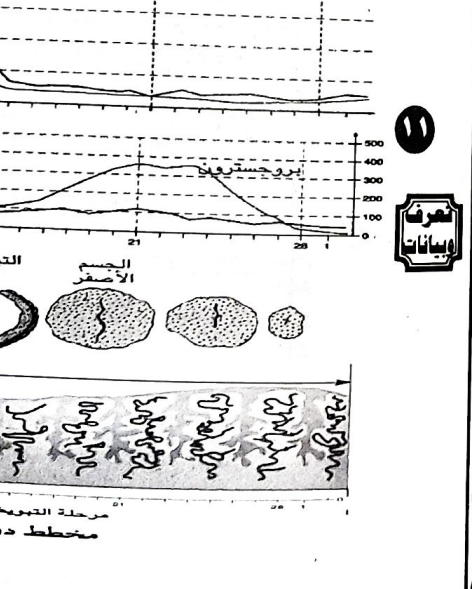 ١١
500
400
بروجسترون
300
200
تعرف
100
وبيانات
0
21
28
1
الجسم
الأصفر
21
28
1
مرحلة التبويض
مخطط